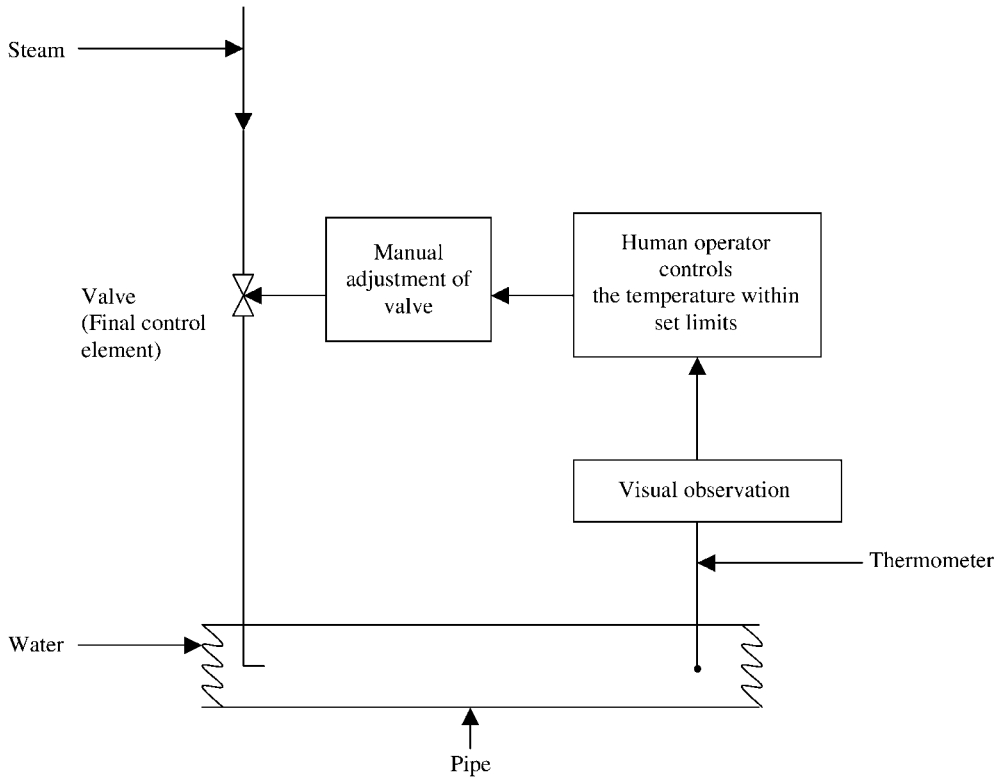 Steam
Manual
adjustment of
valve
Human operator
controls
the temperature within
set limits
Valve
(Final control
element)
Visual observation
Thermometer
Water
Pipe